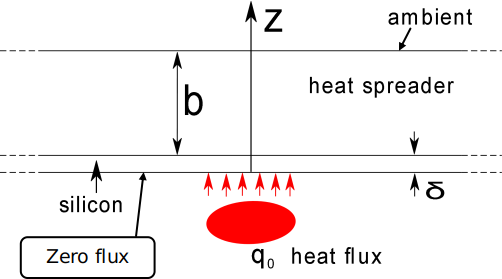 z
ambient
heat spreader
b
δ
silicon
Zero flux
q₀ heat flux